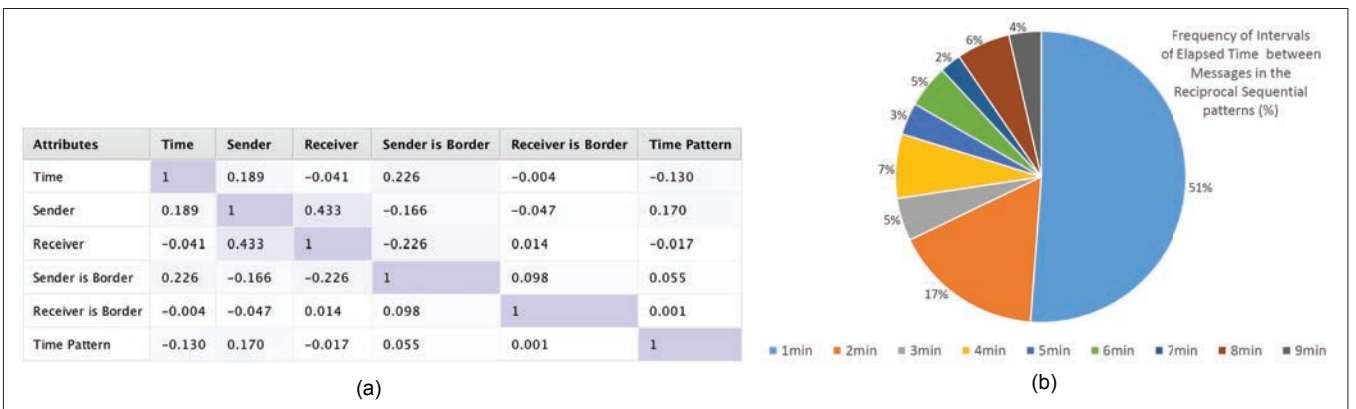 Attributes Time Sender Receiver Sender is Border Receiver is Border Time Pattern
Time 1 0.189 −0.041 0.226 −0.004 −0.130
Sender 0.189 1 0.433 −0.166 −0.047 0.170
Receiver −0.041 0.433 1 −0.226 0.014 −0.017
Sender is Border 0.226 −0.166 −0.226 1 0.098 0.055
Receiver is Border −0.004 −0.047 0.014 0.098 1 0.001
Time Pattern −0.130 0.170 −0.017 0.055 0.001 1
(a)
Frequency of Intervals
of Elapsed Time between
Messages in the
Reciprocal Sequential
patterns (%)
4%
6%
2%
5%
3%
7%
5%
17%
51%
1min 2min 3min 4min 5min 6min 7min 8min 9min
(b)